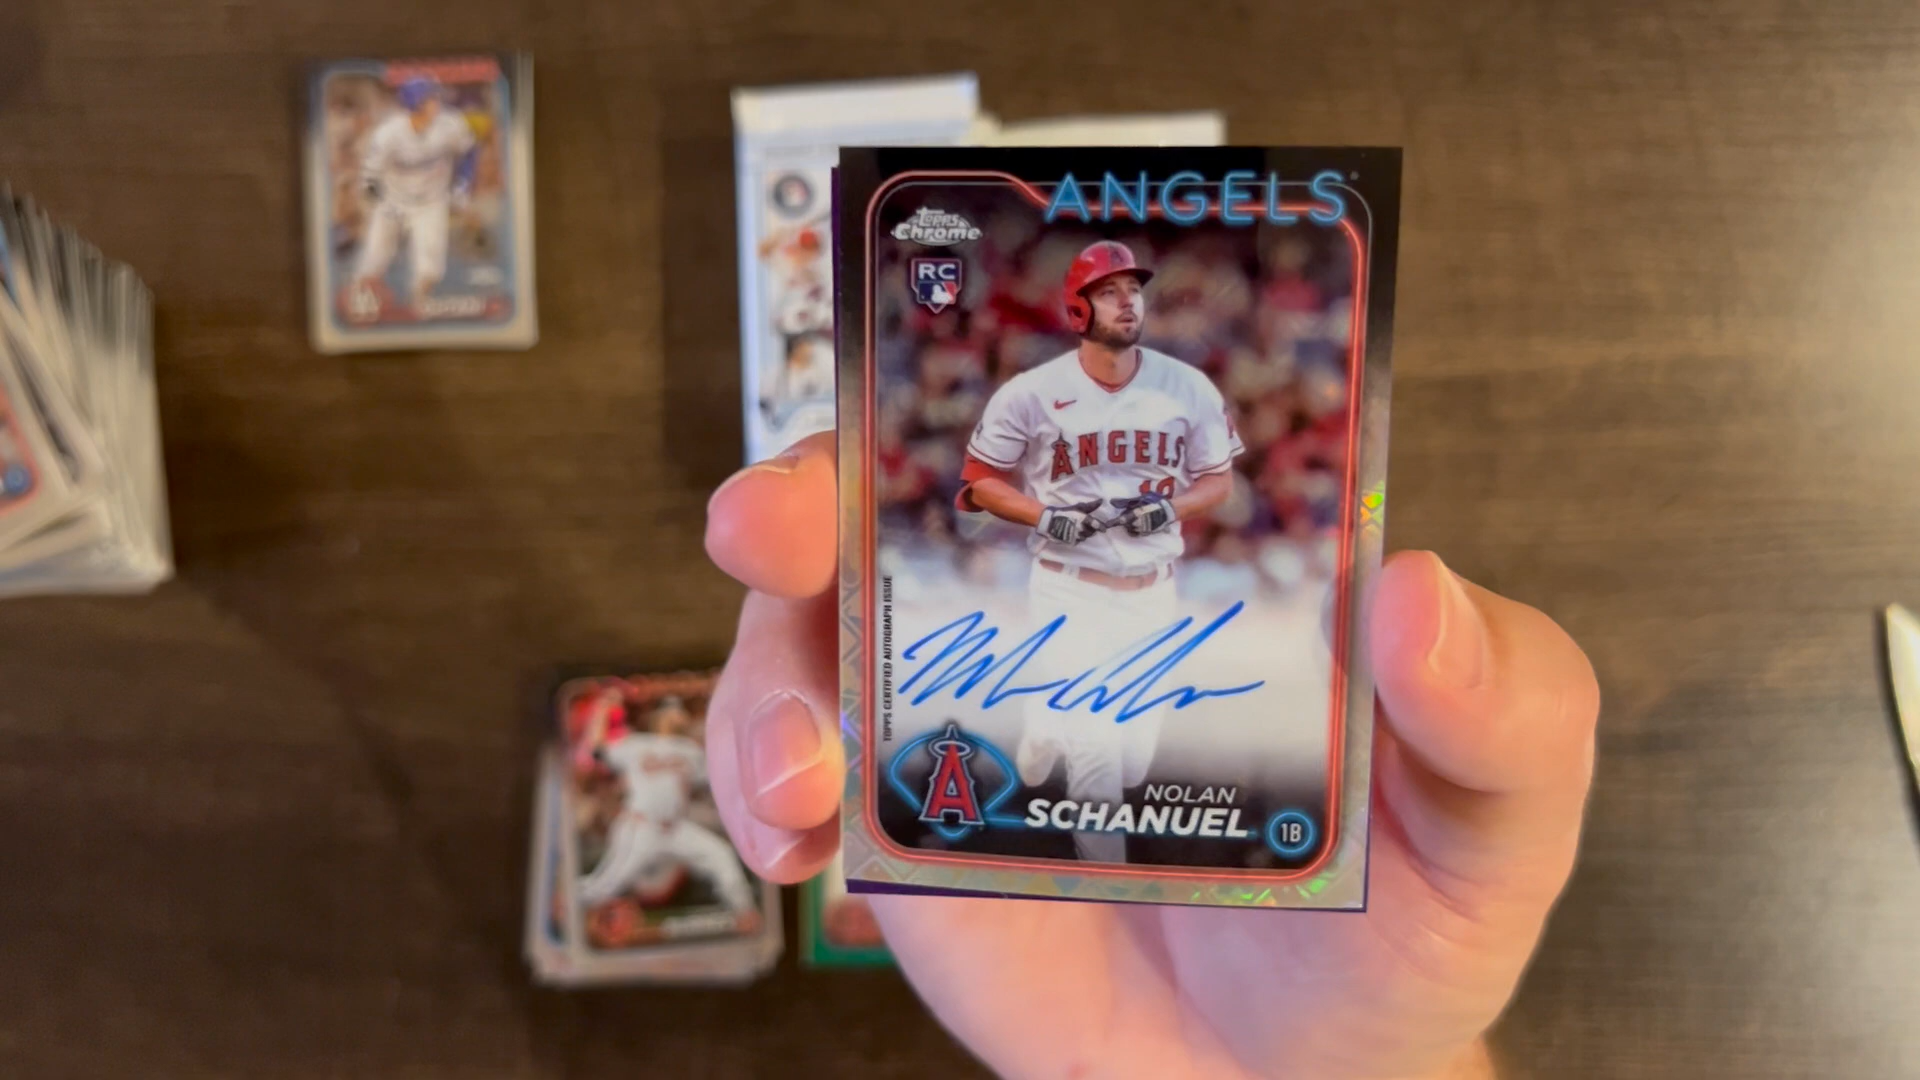 ANGELS
Topps
Chrome
RC
ANGELS
TOPPS CERTIFIED AUTOGRAPH ISSUE
A
NOLAN
SCHANUEL
1B